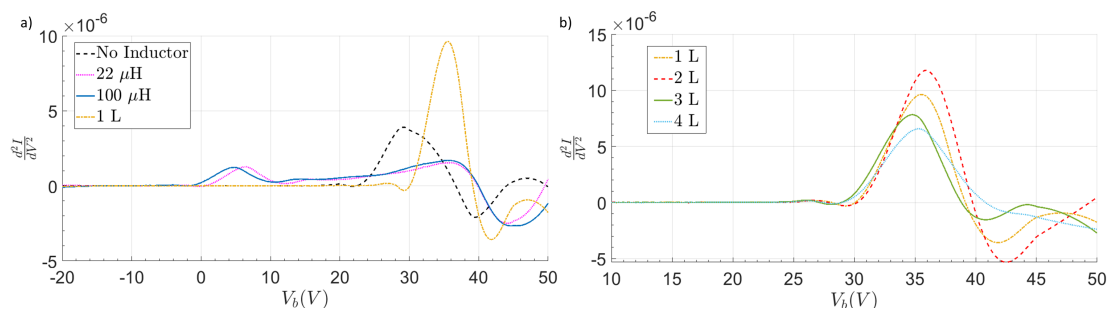 a)
×10⁻⁶
10
5
0
-5
d²I
dV²
No Inductor
22 μH
100 μH
1 L
-20 -10 0 10 20 30 40 50
V_b(V)
b)
×10⁻⁶
15
10
5
0
-5
d²I
dV²
1 L
2 L
3 L
4 L
10 15 20 25 30 35 40 45 50
V_b(V)